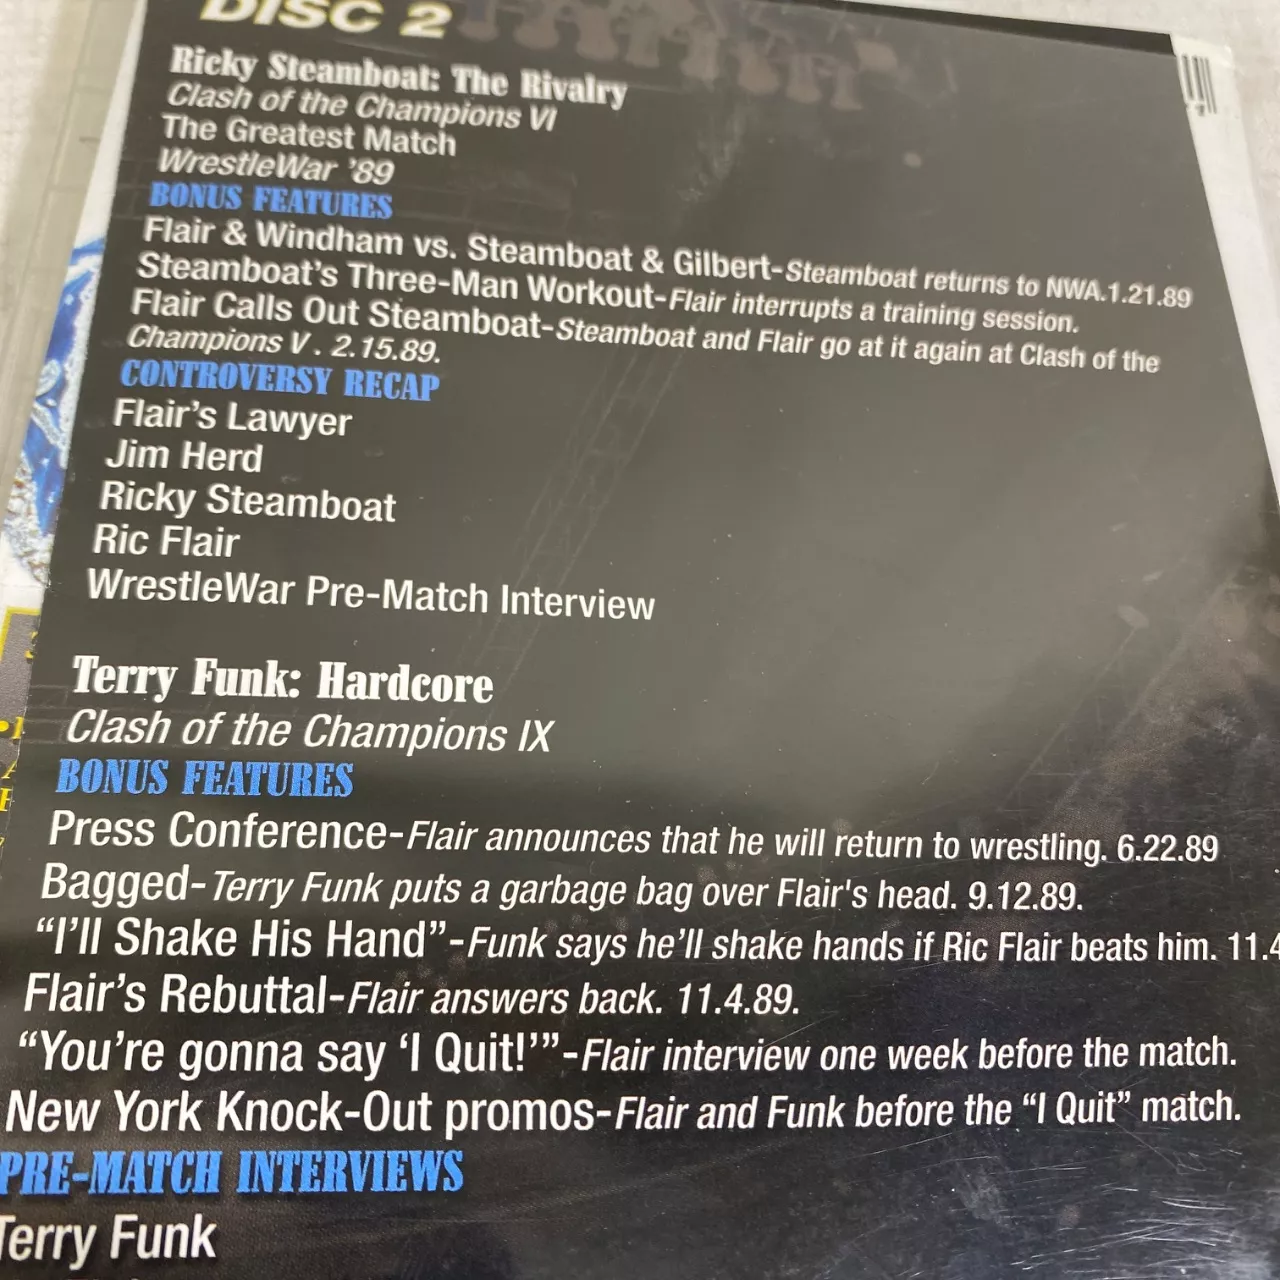 DISC 2
Ricky Steamboat: The Rivalry
Clash of the Champions VI
The Greatest Match
WrestleWar '89
BONUS FEATURES
Flair & Windham vs. Steamboat & Gilbert-Steamboat returns to NWA.1.21.89
Steamboat's Three-Man Workout-Flair interrupts a training session.
Flair Calls Out Steamboat-Steamboat and Flair go at it again at Clash of the
Champions V . 2.15.89.
CONTROVERSY RECAP
Flair's Lawyer
Jim Herd
Ricky Steamboat
Ric Flair
WrestleWar Pre-Match Interview
Terry Funk: Hardcore
Clash of the Champions IX
BONUS FEATURES
Press Conference-Flair announces that he will return to wrestling. 6.22.89
Bagged-Terry Funk puts a garbage bag over Flair's head. 9.12.89.
“I'll Shake His Hand”-Funk says he'll shake hands if Ric Flair beats him. 11.4
Flair's Rebuttal-Flair answers back. 11.4.89.
“You're gonna say ‘I Quit!’”-Flair interview one week before the match.
New York Knock-Out promos-Flair and Funk before the “I Quit” match.
PRE-MATCH INTERVIEWS
Terry Funk